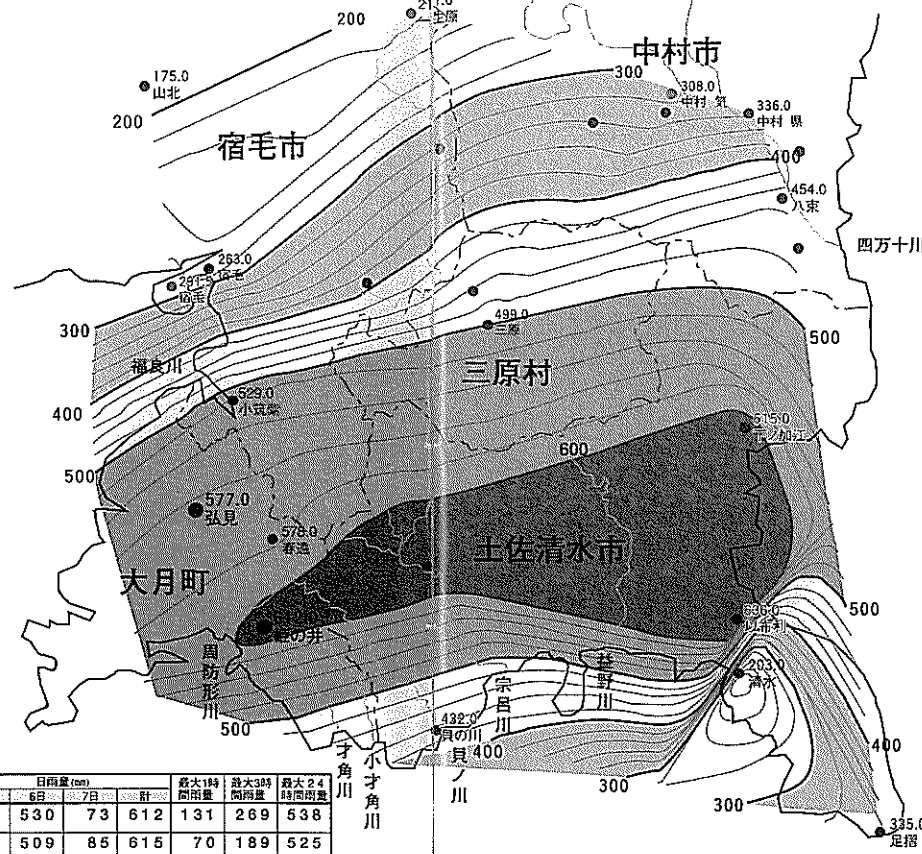 200
生原
中村市
175.0
山北
300
308.0
中村 気
336.0
中村 県
200
宿毛市
400
454.0
八束
四万十川
263.0
宿毛
宿毛
300
499.0
三原
500
福良川
三原村
529.0
小筑紫
400
615.0
下ノ加江
600
500
577.0
弘見
578.0
春遠
土佐清水市
大月町
500
636.0
以布利
周防形川
益野川
203.0
清水
宗呂川
500
432.0
貝の川
400
400
貝ノ川
才角川
小才角川
300
300
335.0
足摺
日雨量(mm) 最大1時間雨量 最大3時間雨量 最大24時間雨量
6日 7日 計
530 73 612 131 269 538
509 85 615 70 189 525